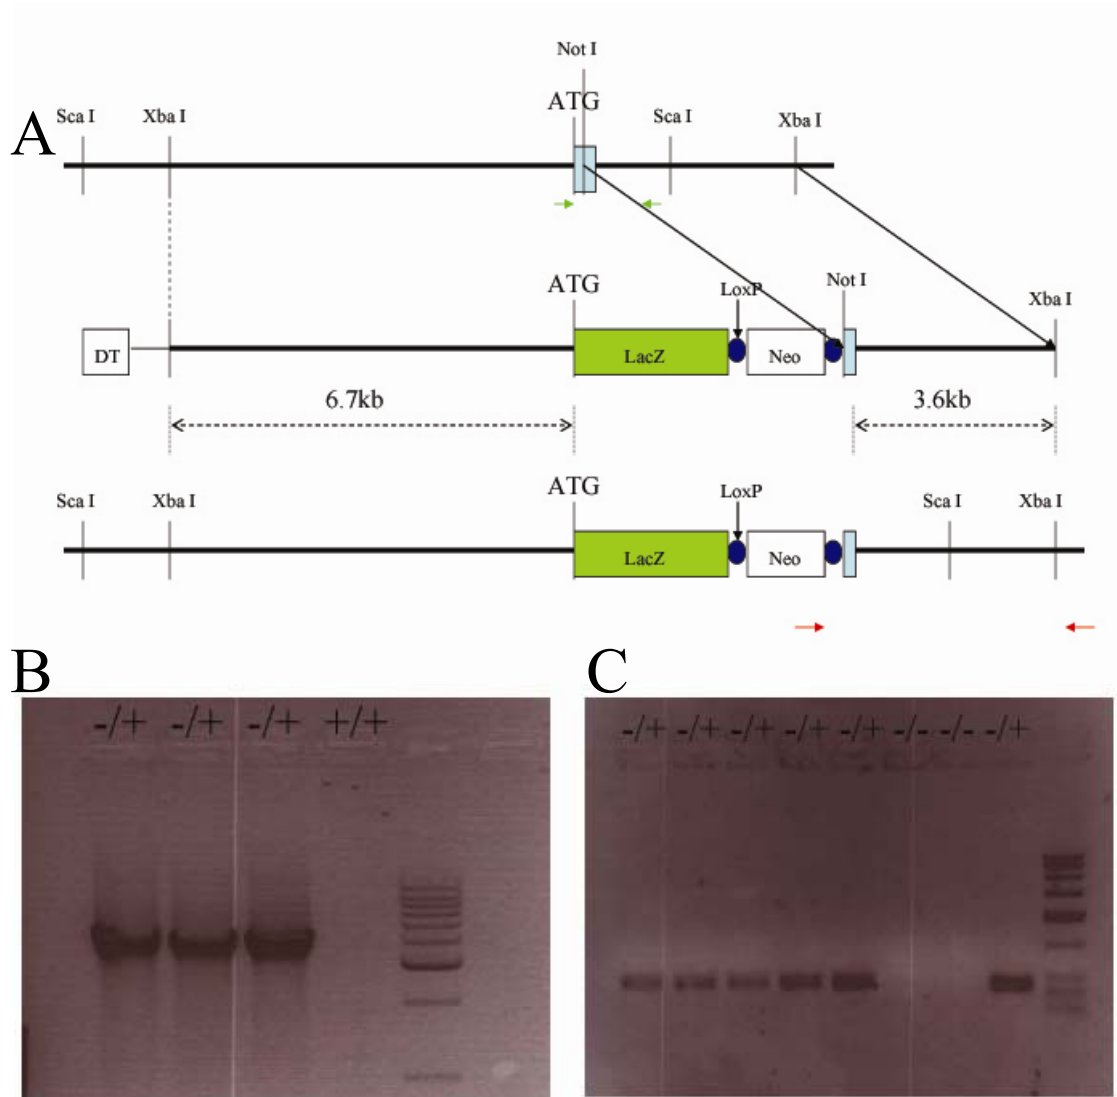 A
Not I
ATG
Sca I
Xba I
Sca I
Xba I
ATG
LoxP
Not I
Xba I
DT
LacZ
Neo
6.7kb
3.6kb
Sca I
Xba I
ATG
LoxP
Sca I
Xba I
LacZ
Neo
B
-/+ -/+ -/+ +/+
C
-/+ -/+ -/+ -/+ -/+ -/- -/- -/+